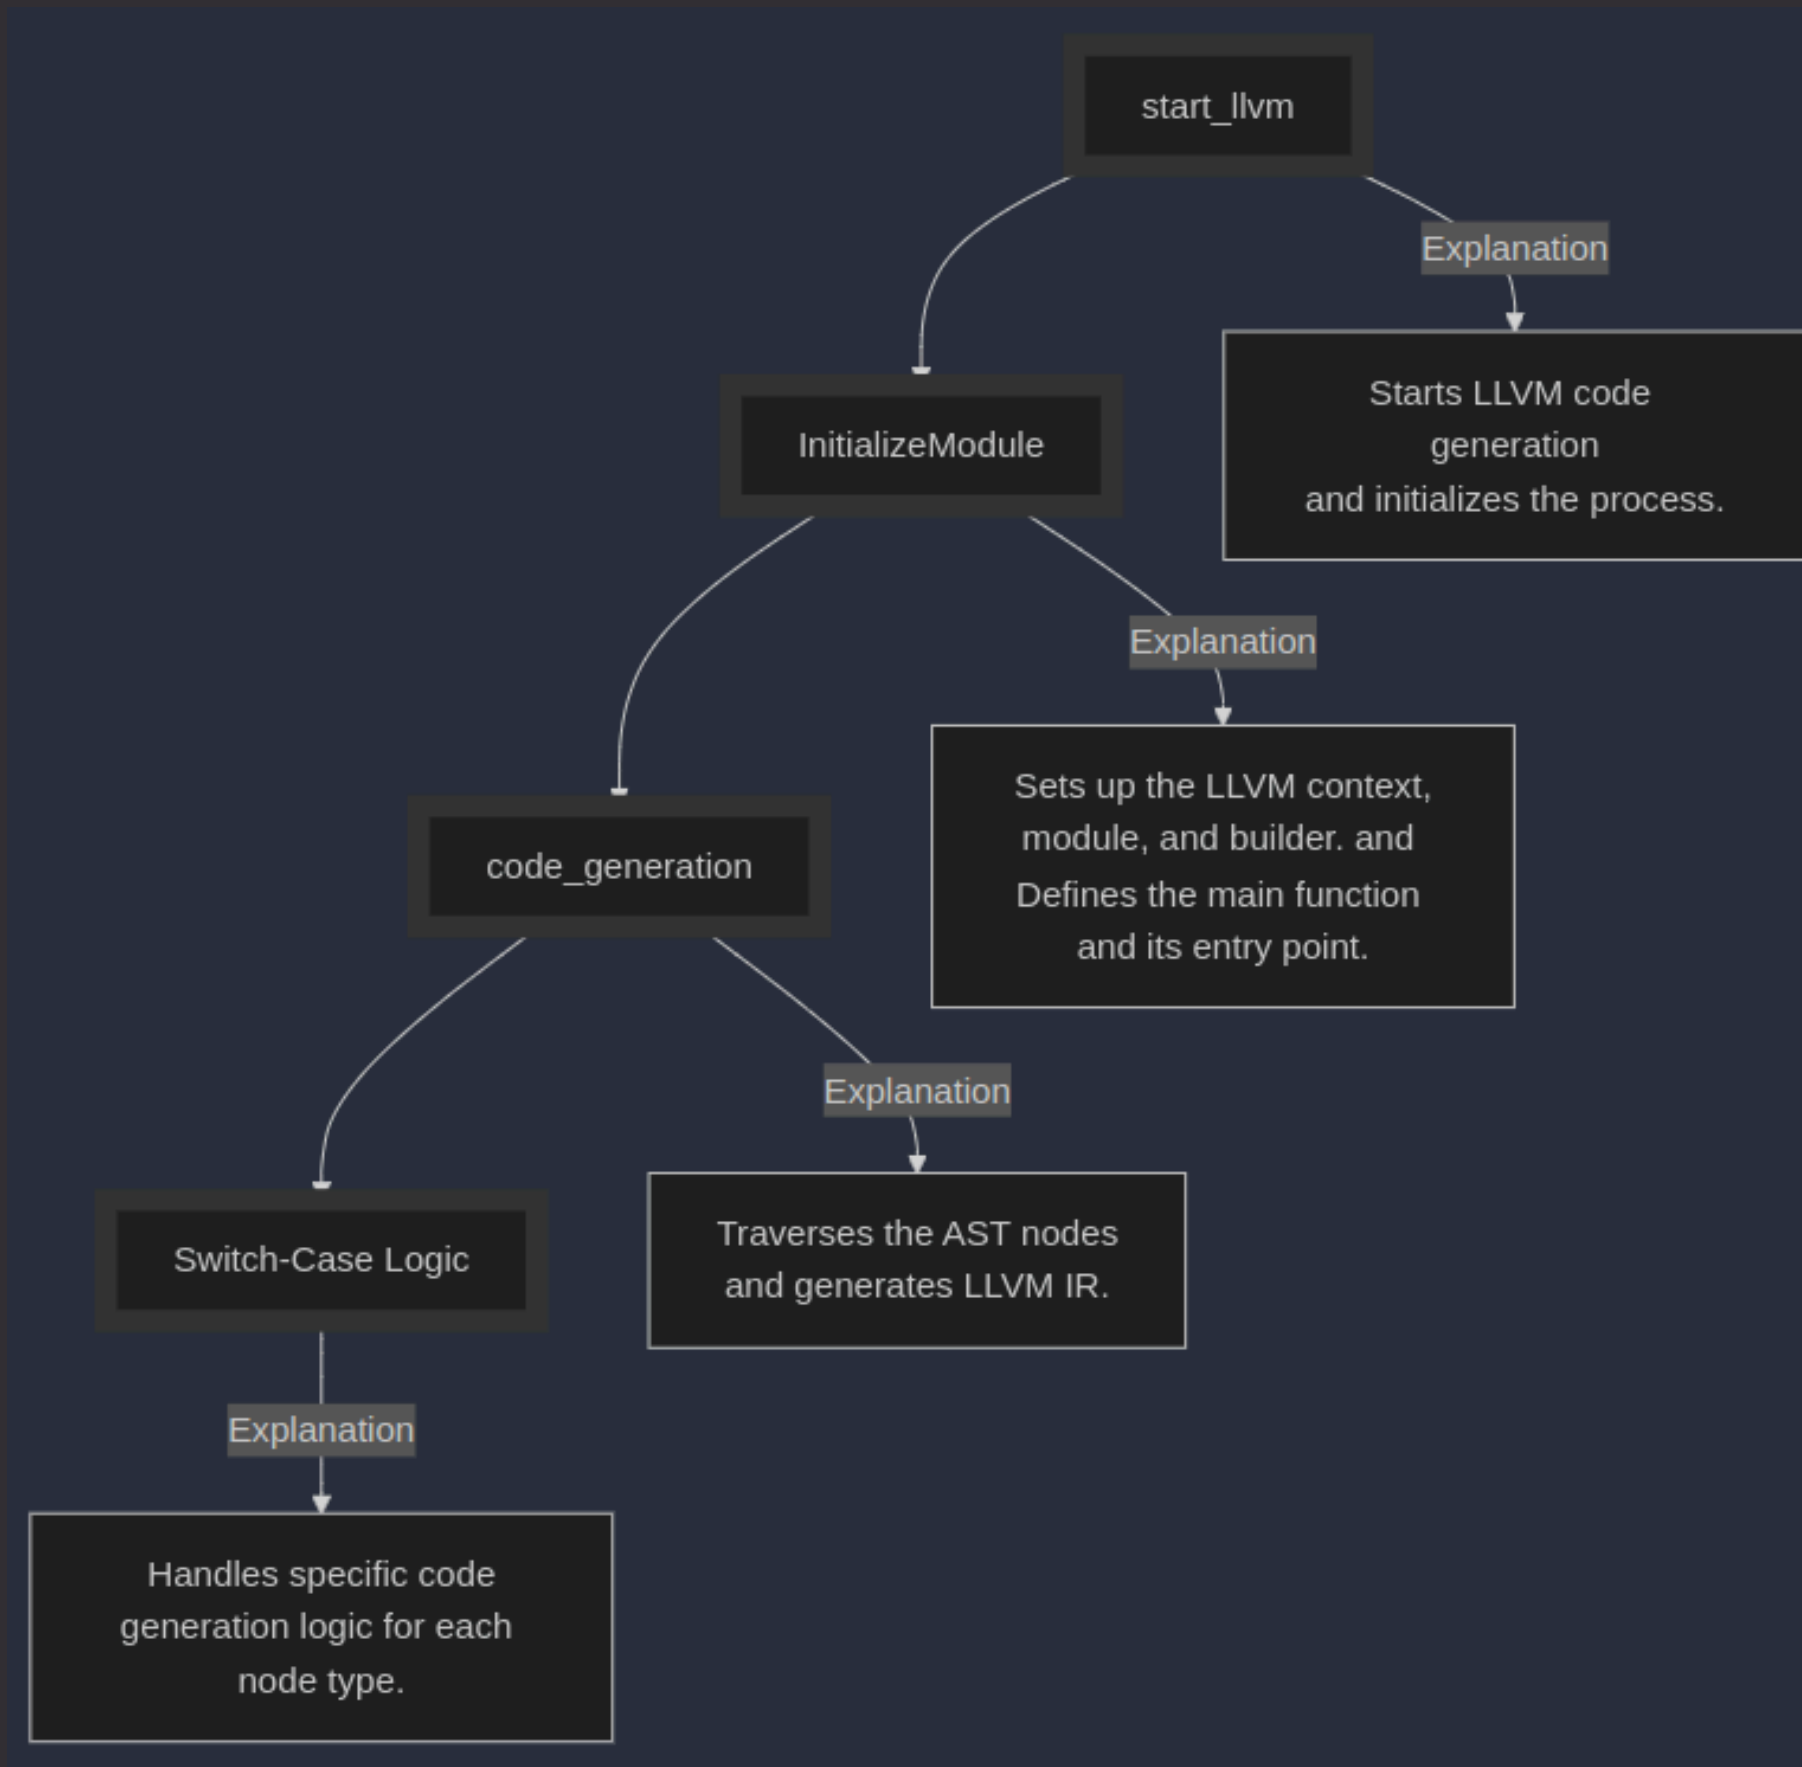 start_llvm
Explanation
Starts LLVM code
generation
and initializes the process.
InitializeModule
Explanation
Sets up the LLVM context,
module, and builder. and
Defines the main function
and its entry point.
code_generation
Explanation
Traverses the AST nodes
and generates LLVM IR.
Switch-Case Logic
Explanation
Handles specific code
generation logic for each
node type.